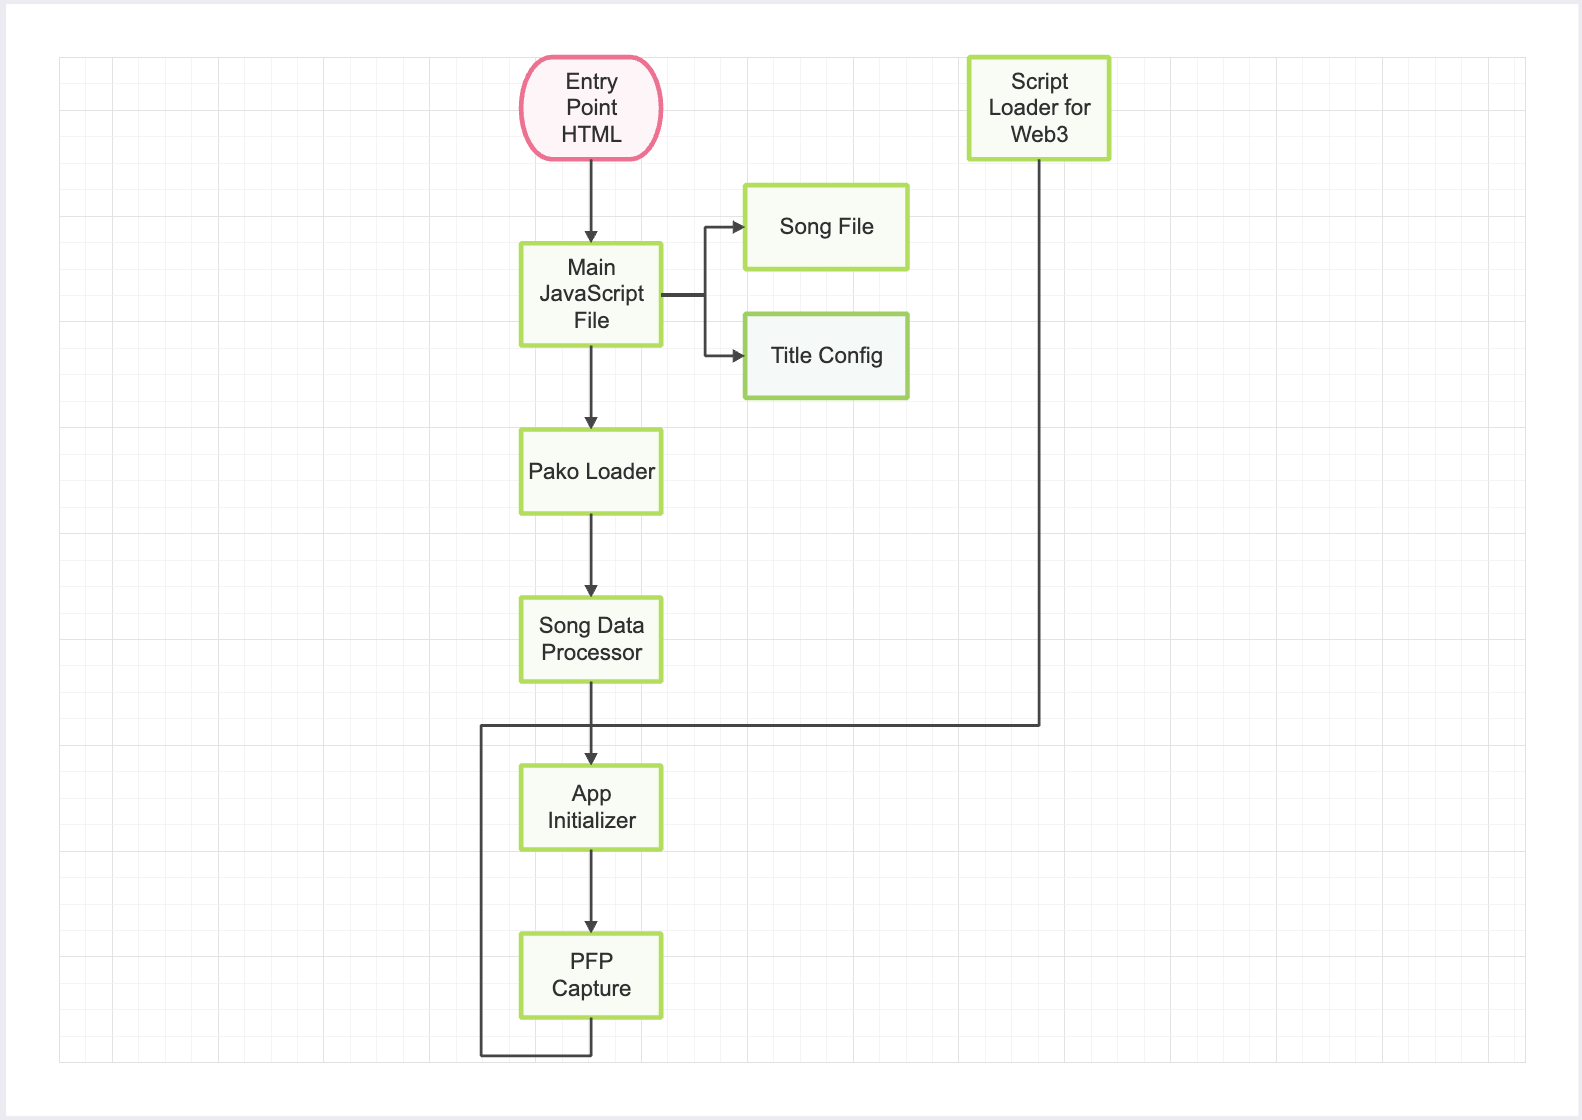 Entry
Point
HTML
Script
Loader for
Web3
Song File
Main
JavaScript
File
Title Config
Pako Loader
Song Data
Processor
App
Initializer
PFP
Capture